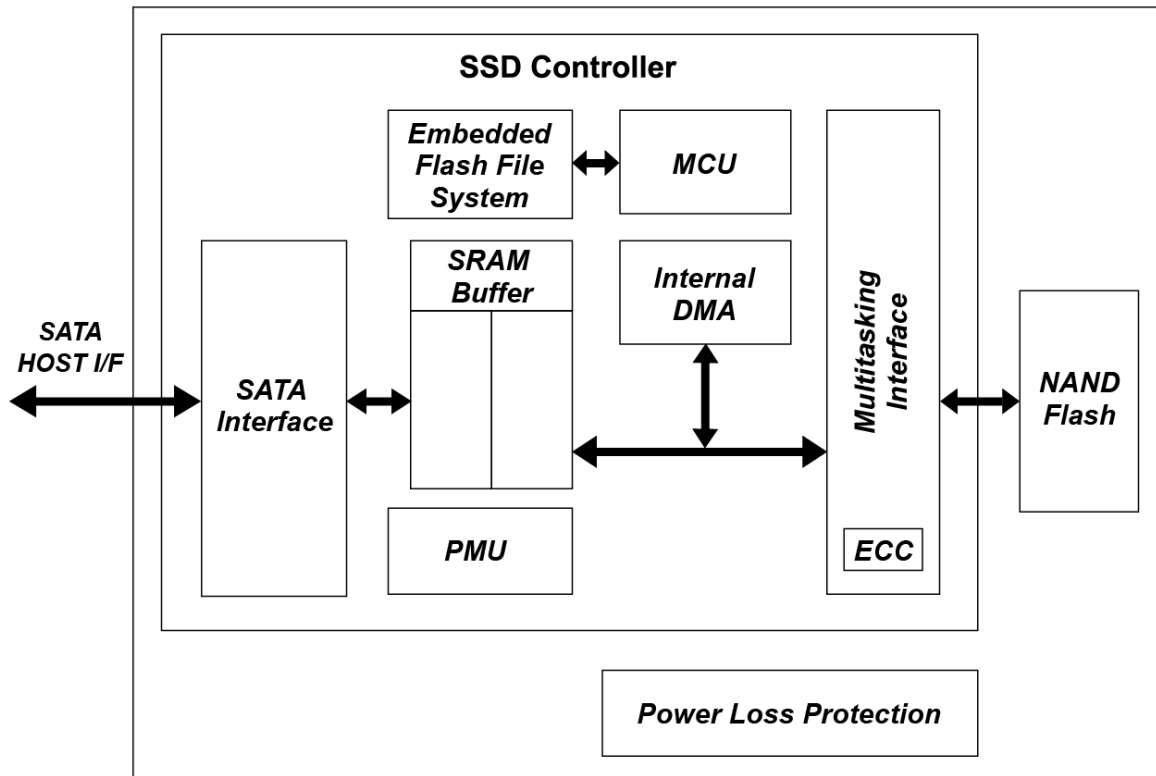 SSD Controller
Embedded
Flash File
System
MCU
SRAM
Buffer
Internal
DMA
SATA
HOST I/F
SATA
Interface
Multitasking
Interface
NAND
Flash
PMU
ECC
Power Loss Protection